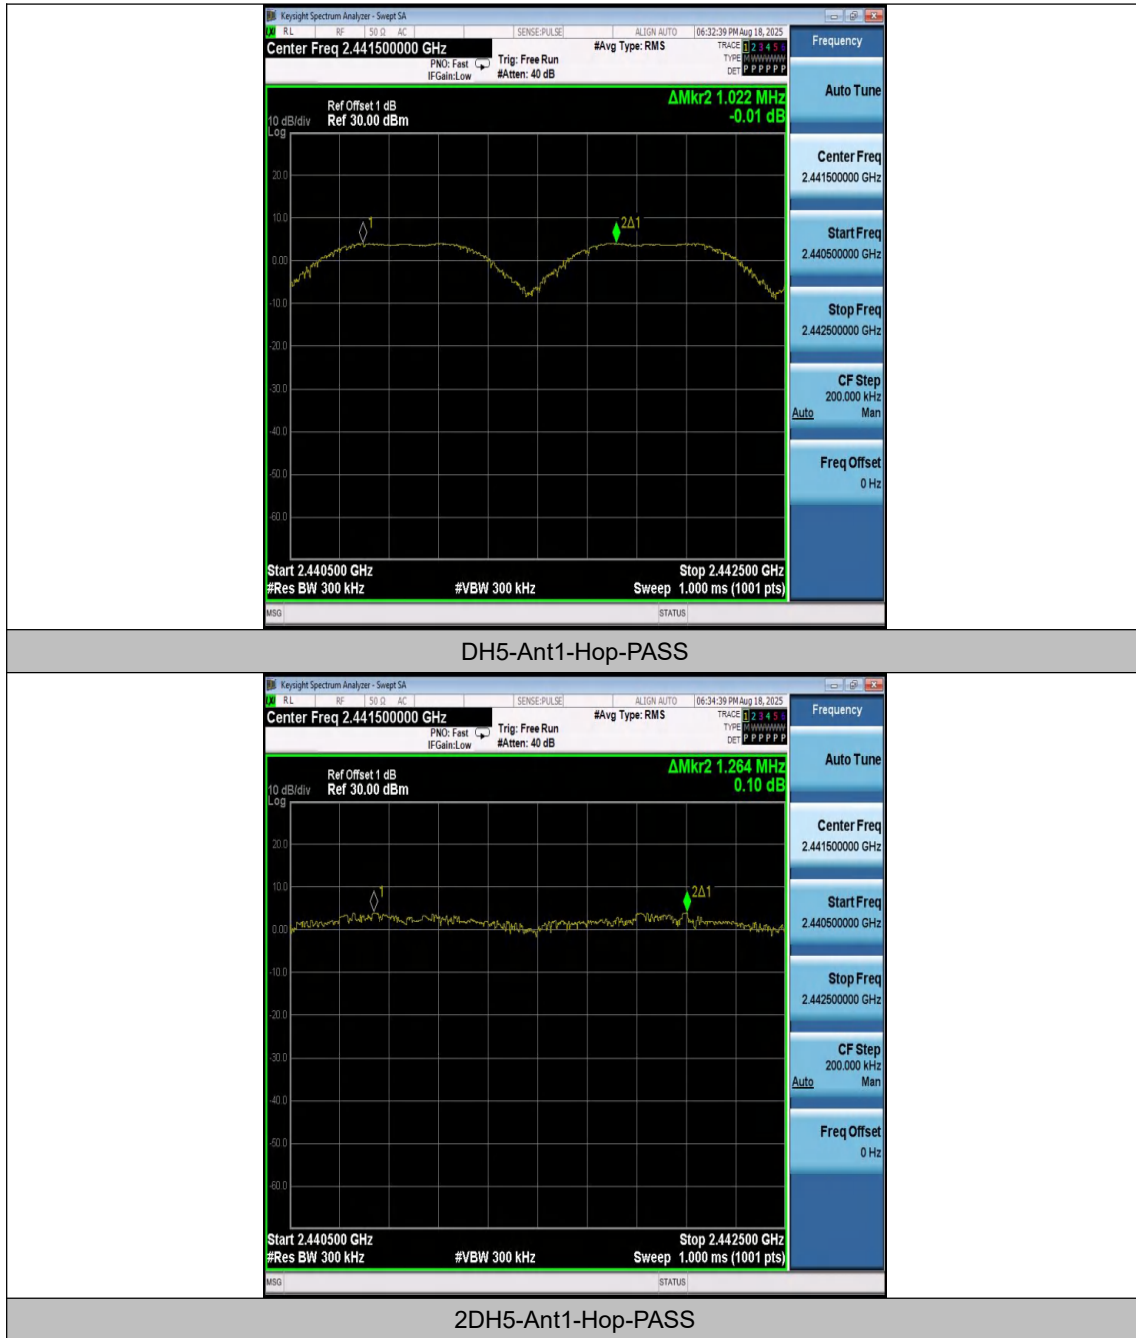 Keysight Spectrum Analyzer - Swept SA
RL RF 50 Ω AC SENSE:PULSE ALIGN AUTO 06:32:39 PM Aug 18, 2025
Center Freq 2.441500000 GHz #Avg Type: RMS TRACE 1 2 3 4 5 6
PNO: Fast Trig: Free Run TYPE M WWWWW
IFGain:Low #Atten: 40 dB DET P P P P P P
Frequency
Auto Tune
Center Freq
2.441500000 GHz
Start Freq
2.440500000 GHz
Stop Freq
2.442500000 GHz
CF Step
200.000 kHz
Auto Man
Freq Offset
0 Hz
ΔMkr2 1.022 MHz
-0.01 dB
Ref Offset 1 dB
10 dB/div Ref 30.00 dBm
Log
20.0
10.0
0.00
-10.0
-20.0
-30.0
-40.0
-50.0
-60.0
1
2Δ1
Start 2.440500 GHz Stop 2.442500 GHz
#Res BW 300 kHz #VBW 300 kHz Sweep 1.000 ms (1001 pts)
MSG STATUS
DH5-Ant1-Hop-PASS
Keysight Spectrum Analyzer - Swept SA
RL RF 50 Ω AC SENSE:PULSE ALIGN AUTO 06:34:39 PM Aug 18, 2025
Center Freq 2.441500000 GHz #Avg Type: RMS TRACE 1 2 3 4 5 6
PNO: Fast Trig: Free Run TYPE M WWWWW
IFGain:Low #Atten: 40 dB DET P P P P P P
Frequency
Auto Tune
Center Freq
2.441500000 GHz
Start Freq
2.440500000 GHz
Stop Freq
2.442500000 GHz
CF Step
200.000 kHz
Auto Man
Freq Offset
0 Hz
ΔMkr2 1.264 MHz
0.10 dB
Ref Offset 1 dB
10 dB/div Ref 30.00 dBm
Log
20.0
10.0
0.00
-10.0
-20.0
-30.0
-40.0
-50.0
-60.0
1
2Δ1
Start 2.440500 GHz Stop 2.442500 GHz
#Res BW 300 kHz #VBW 300 kHz Sweep 1.000 ms (1001 pts)
MSG STATUS
2DH5-Ant1-Hop-PASS